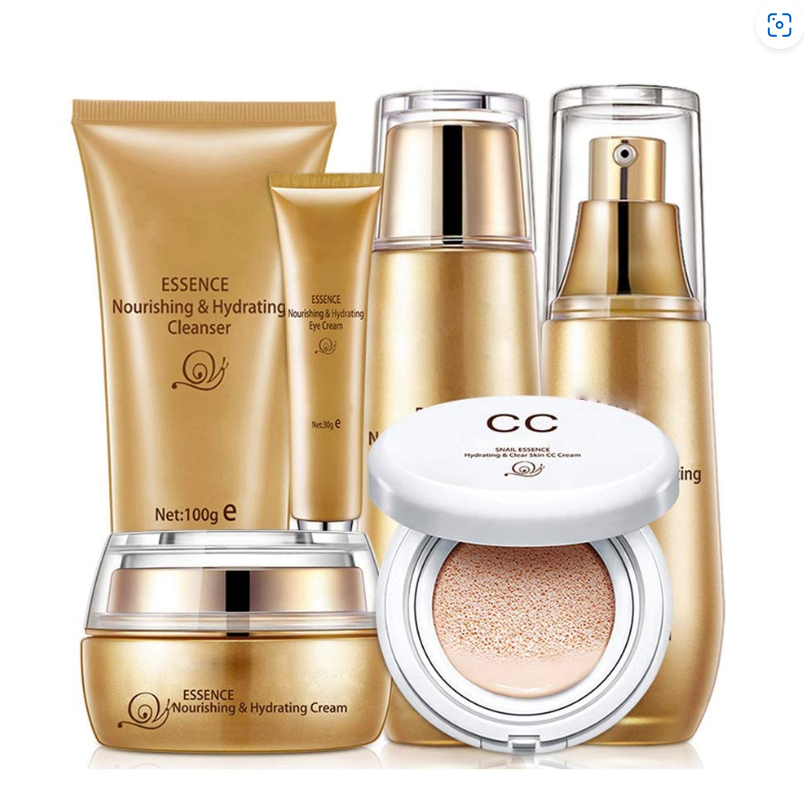 ESSENCE
Nourishing & Hydrating
Cleanser
Net:100g e
ESSENCE
Nourishing & Hydrating
Eye Cream
Net:30g e
CC
SNAIL ESSENCE
Hydrating & Clear Skin CC Cream
ESSENCE
Nourishing & Hydrating Cream